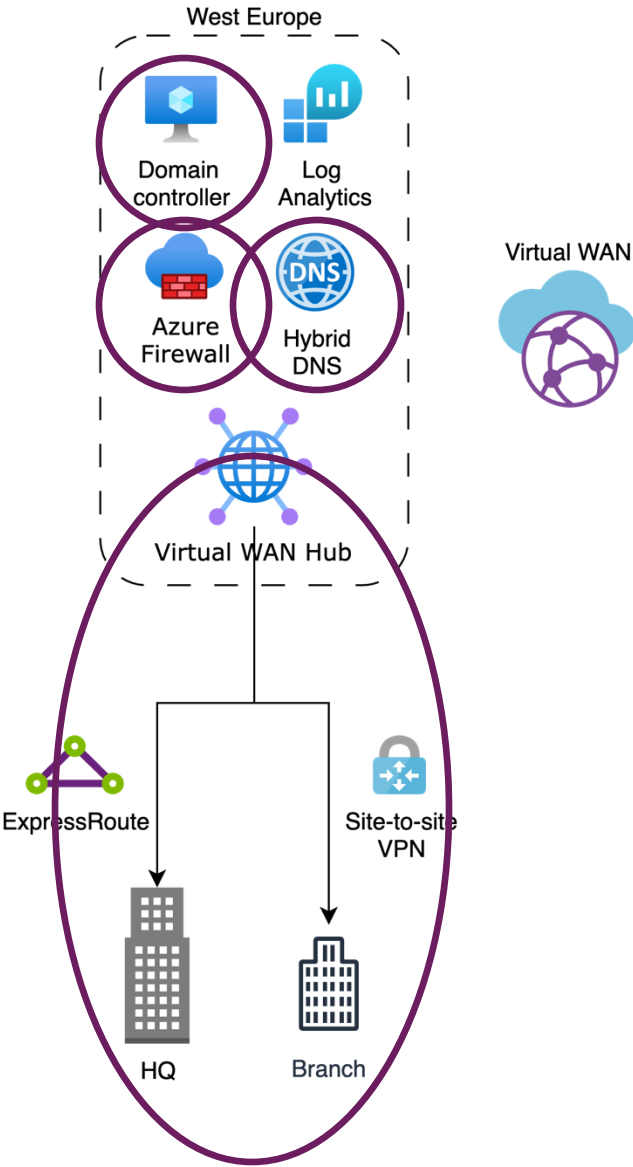 West Europe
Domain
controller
Log
Analytics
Azure
Firewall
DNS
Hybrid
DNS
Virtual WAN
Virtual WAN Hub
ExpressRoute
Site-to-site
VPN
HQ
Branch